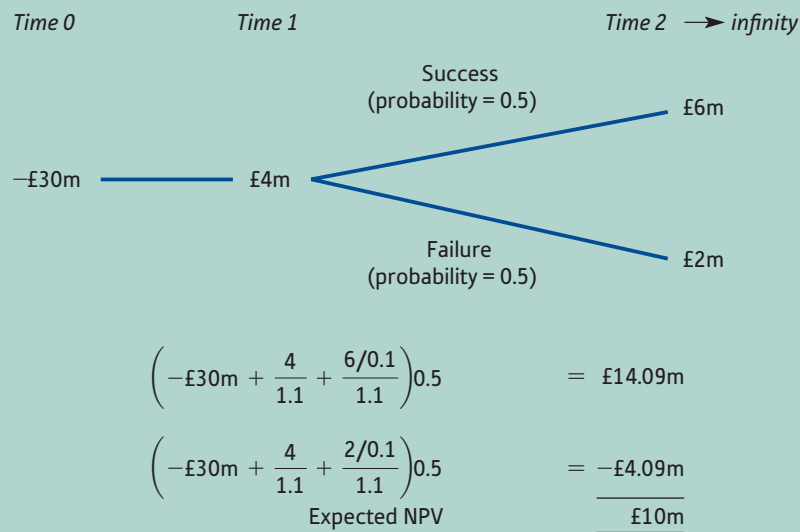 Time 0 Time 1 Time 2 → infinity
Success
(probability = 0.5)
£6m
−£30m £4m
Failure
(probability = 0.5)
£2m
(−£30m + 4/1.1 + 6/0.1/1.1)0.5 = £14.09m
(−£30m + 4/1.1 + 2/0.1/1.1)0.5 = −£4.09m
Expected NPV £10m